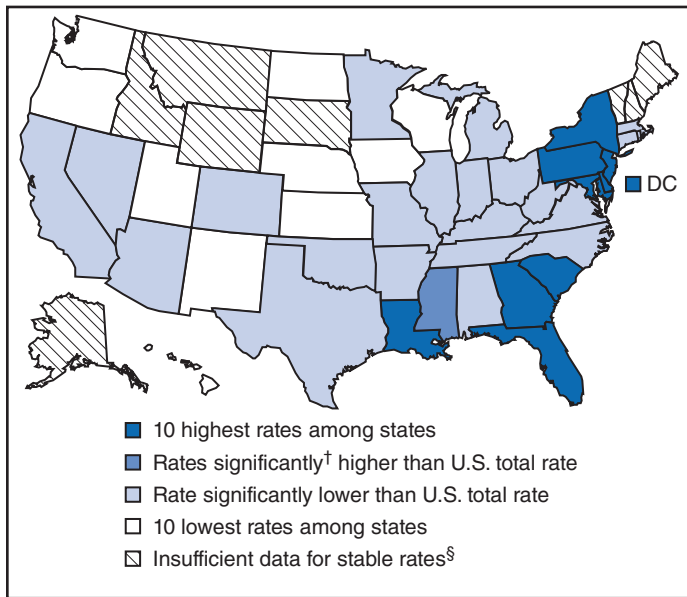 DC
10 highest rates among states
Rates significantly† higher than U.S. total rate
Rate significantly lower than U.S. total rate
10 lowest rates among states
Insufficient data for stable rates§